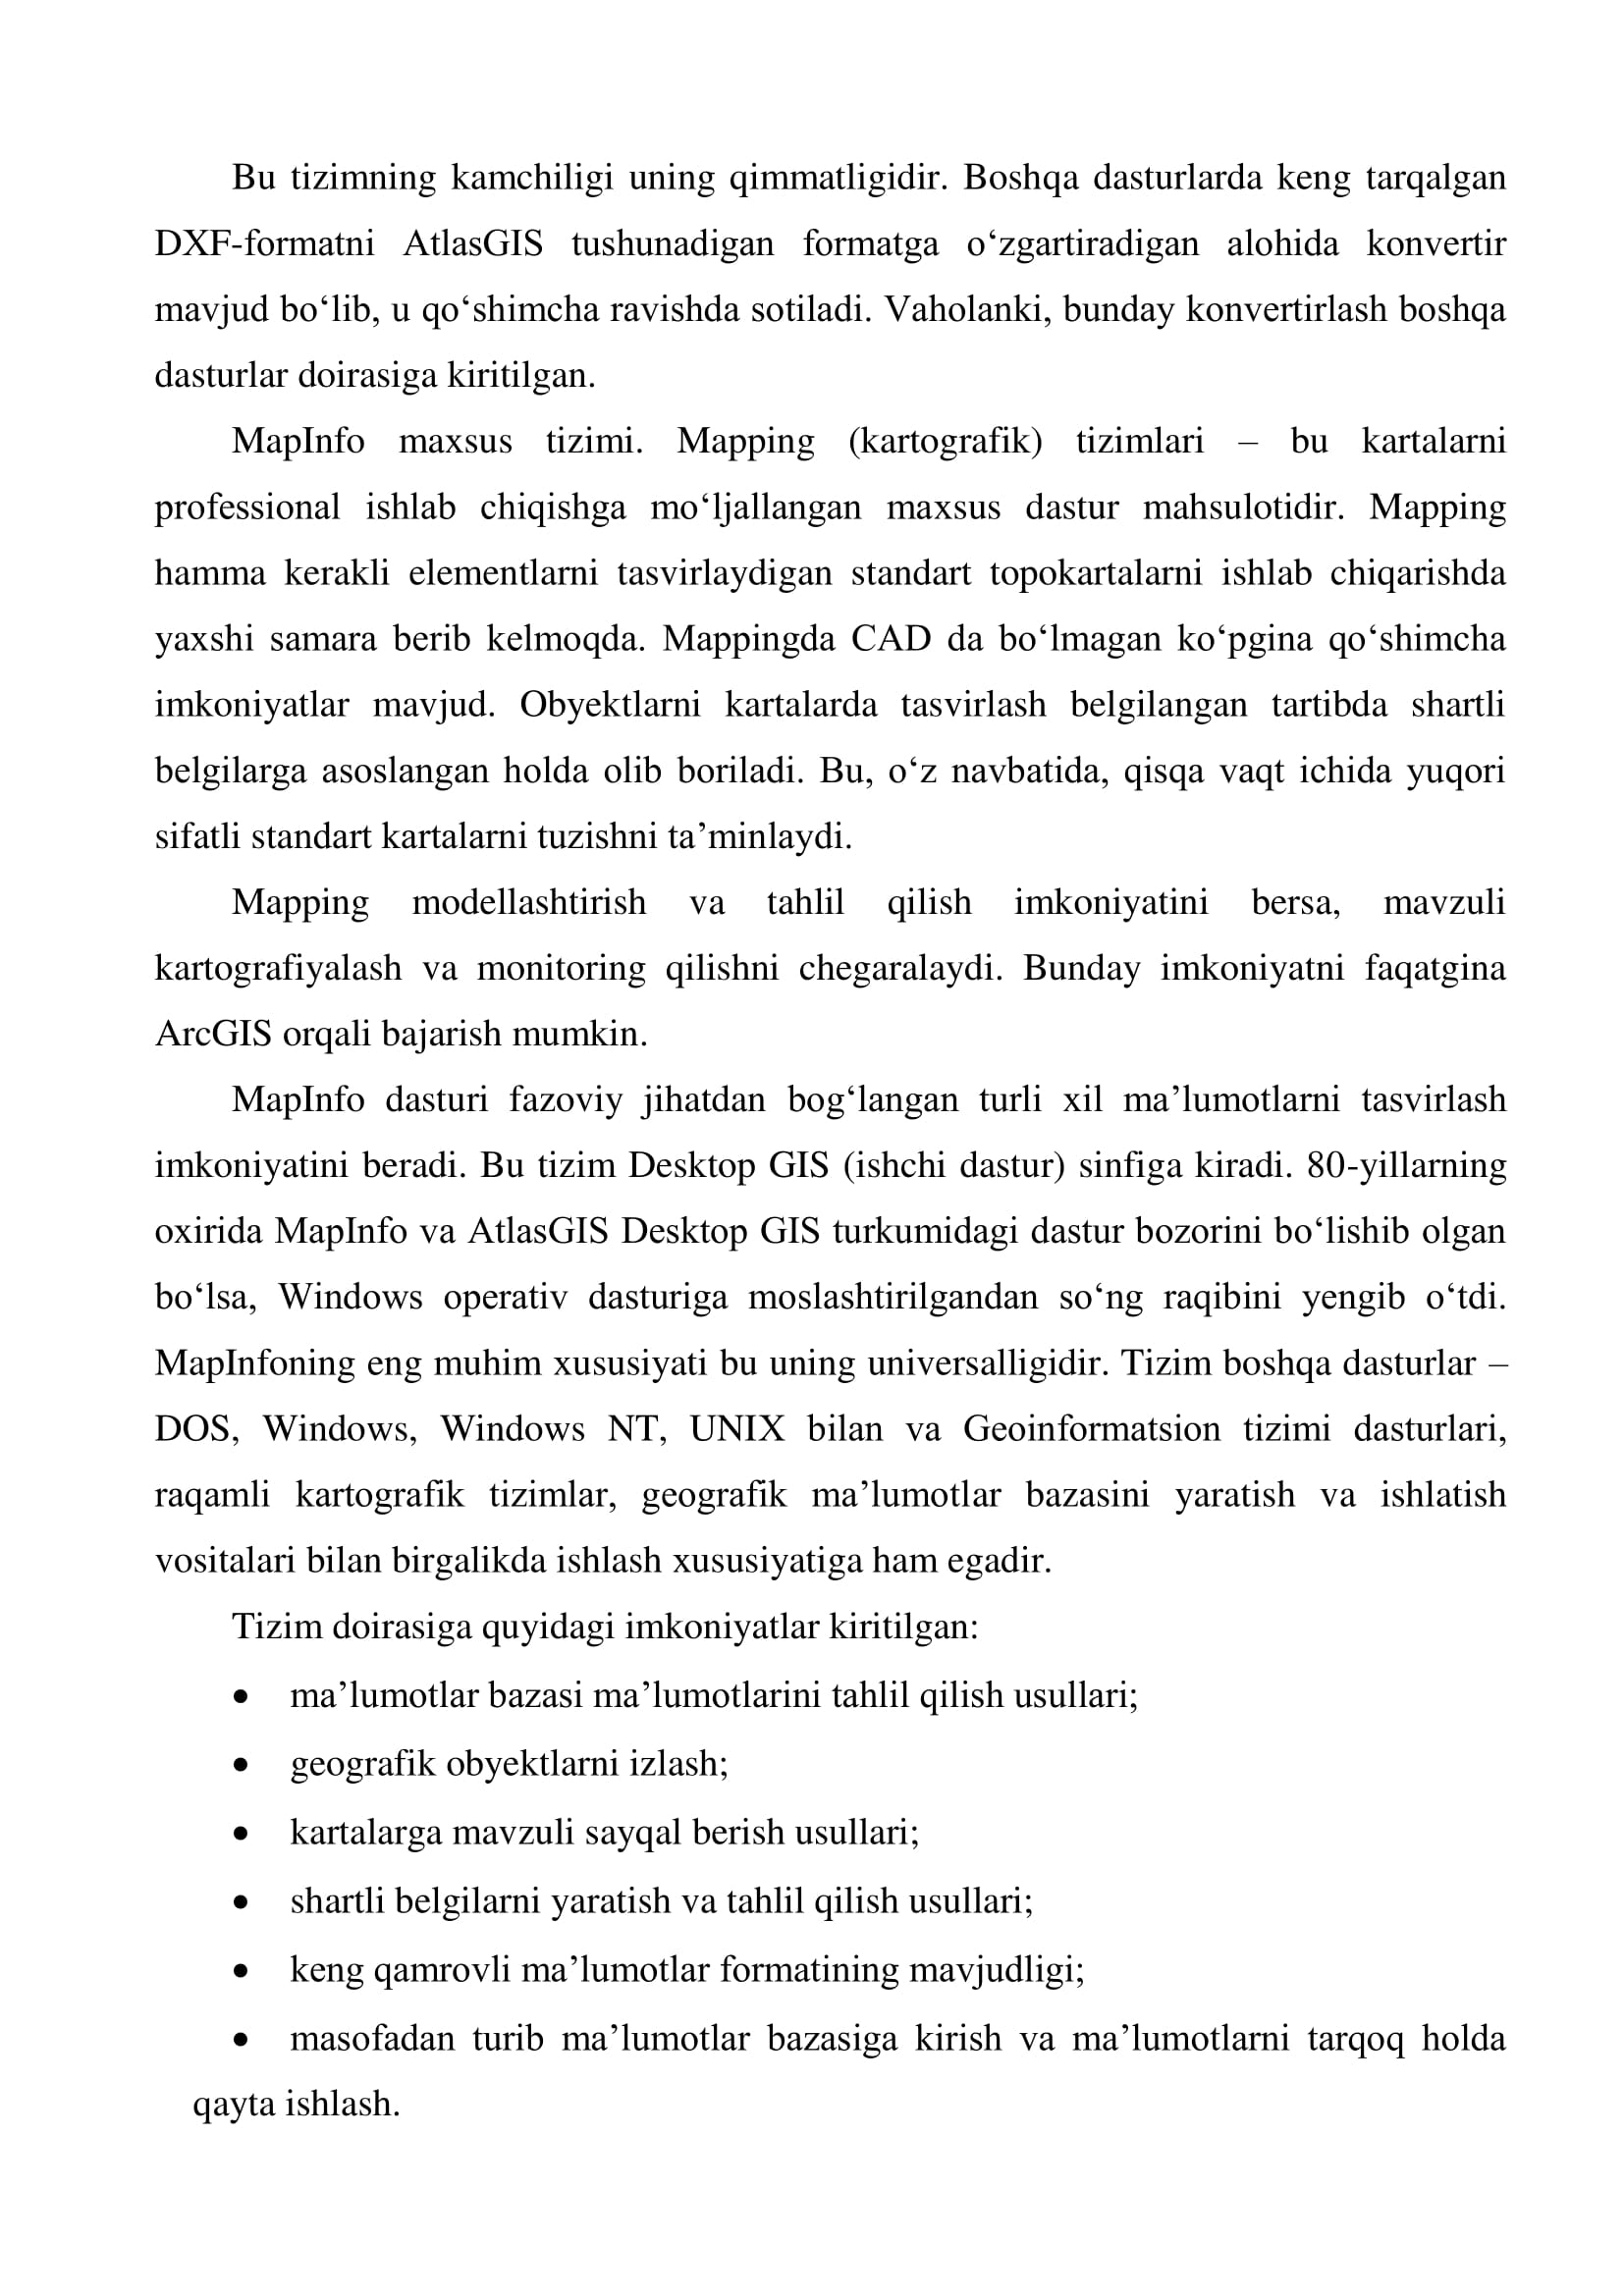 Bu tizimning kamchiligi uning qimmatligidir. Boshqa dasturlarda keng tarqalgan
DXF-formatni AtlasGIS tushunadigan formatga o‘zgartiradigan alohida konvertir
mavjud bo‘lib, u qo‘shimcha ravishda sotiladi. Vaholanki, bunday konvertirlash boshqa
dasturlar doirasiga kiritilgan.
MapInfo maxsus tizimi. Mapping (kartografik) tizimlari – bu kartalarni
professional ishlab chiqishga mo‘ljallangan maxsus dastur mahsulotidir. Mapping
hamma kerakli elementlarni tasvirlaydigan standart topokartalarni ishlab chiqarishda
yaxshi samara berib kelmoqda. Mappingda CAD da bo‘lmagan ko‘pgina qo‘shimcha
imkoniyatlar mavjud. Obyektlarni kartalarda tasvirlash belgilangan tartibda shartli
belgilarga asoslangan holda olib boriladi. Bu, o‘z navbatida, qisqa vaqt ichida yuqori
sifatli standart kartalarni tuzishni ta’minlaydi.
Mapping modellashtirish va tahlil qilish imkoniyatini bersa, mavzuli
kartografiyalash va monitoring qilishni chegaralaydi. Bunday imkoniyatni faqatgina
ArcGIS orqali bajarish mumkin.
MapInfo dasturi fazoviy jihatdan bog‘langan turli xil ma’lumotlarni tasvirlash
imkoniyatini beradi. Bu tizim Desktop GIS (ishchi dastur) sinfiga kiradi. 80-yillarning
oxirida MapInfo va AtlasGIS Desktop GIS turkumidagi dastur bozorini bo‘lishib olgan
bo‘lsa, Windows operativ dasturiga moslashtirilgandan so‘ng raqibini yengib o‘tdi.
MapInfoning eng muhim xususiyati bu uning universalligidir. Tizim boshqa dasturlar –
DOS, Windows, Windows NT, UNIX bilan va Geoinformatsion tizimi dasturlari,
raqamli kartografik tizimlar, geografik ma’lumotlar bazasini yaratish va ishlatish
vositalari bilan birgalikda ishlash xususiyatiga ham egadir.
Tizim doirasiga quyidagi imkoniyatlar kiritilgan:
• ma’lumotlar bazasi ma’lumotlarini tahlil qilish usullari;
• geografik obyektlarni izlash;
• kartalarga mavzuli sayqal berish usullari;
• shartli belgilarni yaratish va tahlil qilish usullari;
• keng qamrovli ma’lumotlar formatining mavjudligi;
• masofadan turib ma’lumotlar bazasiga kirish va ma’lumotlarni tarqoq holda
qayta ishlash.